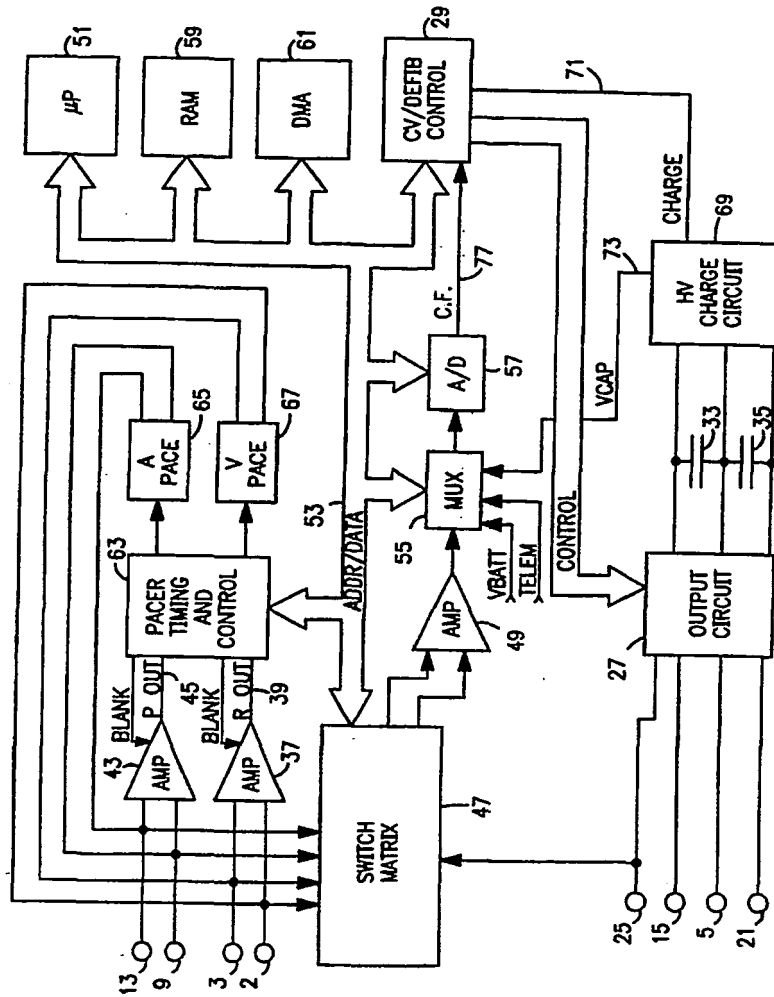 µP
51
RAM
59
DMA
61
CV/DEFIB
CONTROL
29
71
CHARGE
A
PACE
65
V
PACE
67
53
ADDR/DATA
63
PACER
TIMING
AND
CONTROL
BLANK
P OUT
45
BLANK
R OUT
39
43
AMP
AMP
37
13
9
3
2
SWITCH
MATRIX
47
AMP
49
55
MUX
A/D
57
C.F.
77
VBATT
TELEM
CONTROL
VCAP
73
HV
CHARGE
CIRCUIT
69
33
35
OUTPUT
CIRCUIT
27
25
15
5
21